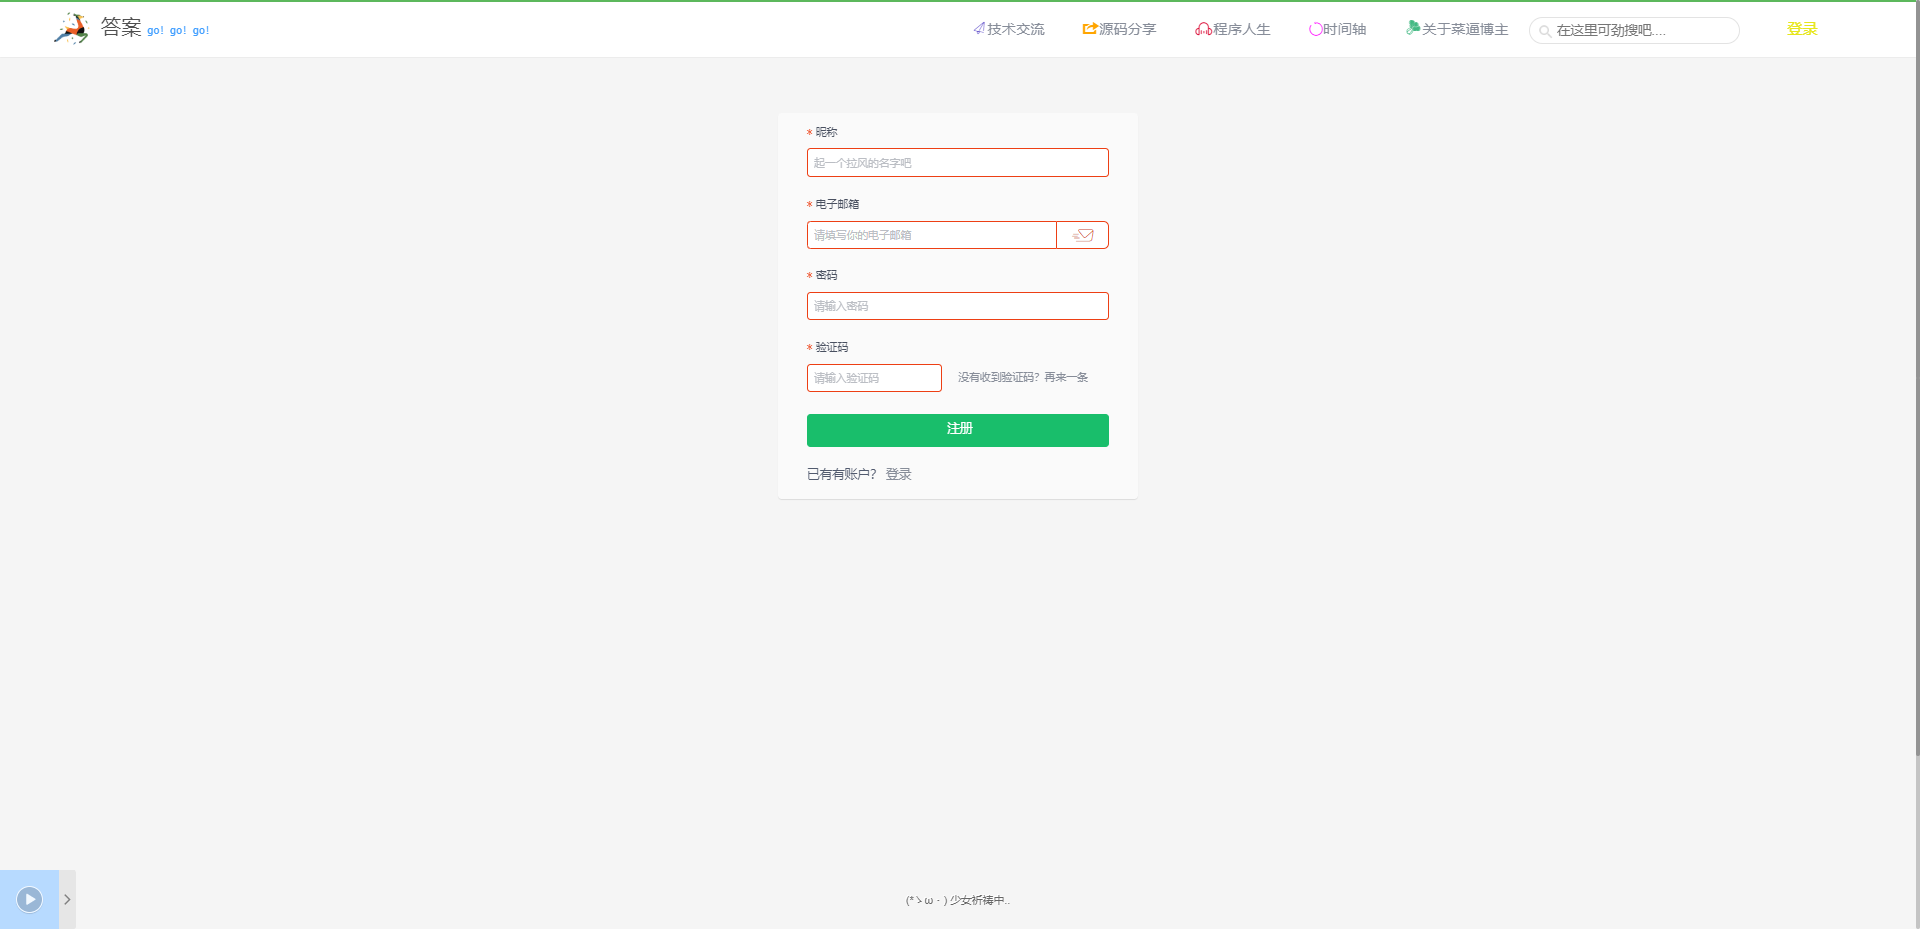 答案 go! go! go!
技术交流 源码分享 程序人生 时间轴 关于菜逼博主 在这里可劲搜吧.... 登录
* 昵称
起一个拉风的名字吧
* 电子邮箱
请填写你的电子邮箱
* 密码
请输入密码
* 验证码
请输入验证码 没有收到验证码? 再来一条
注册
已有有账户? 登录
(*ゝω・) 少女祈祷中..